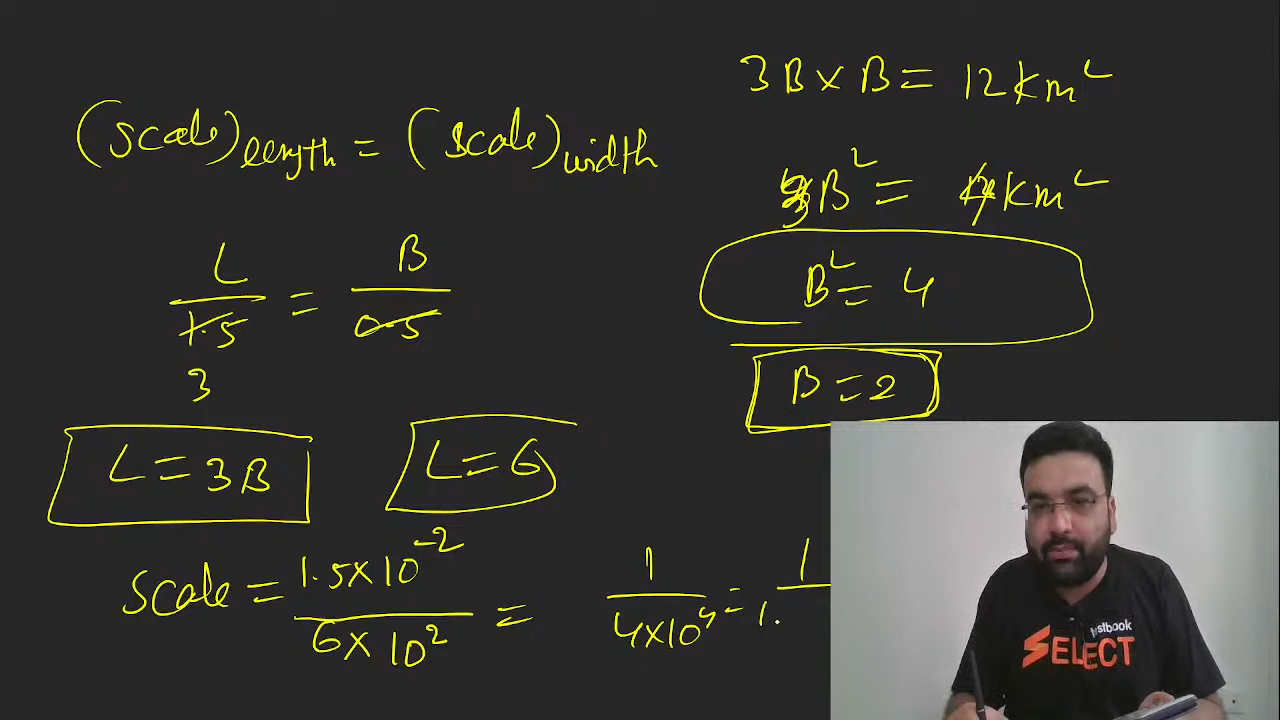 3B × B = 12 km²
(Scale)length = (Scale)width
3B² = 4 km²
L/1.5 = B/0.5
3
B² = 4
B = 2
L = 3B
L = 6
Scale = 1.5×10⁻²/6×10² = 1/4×10⁴ = 1/1.
testbook
SELECT